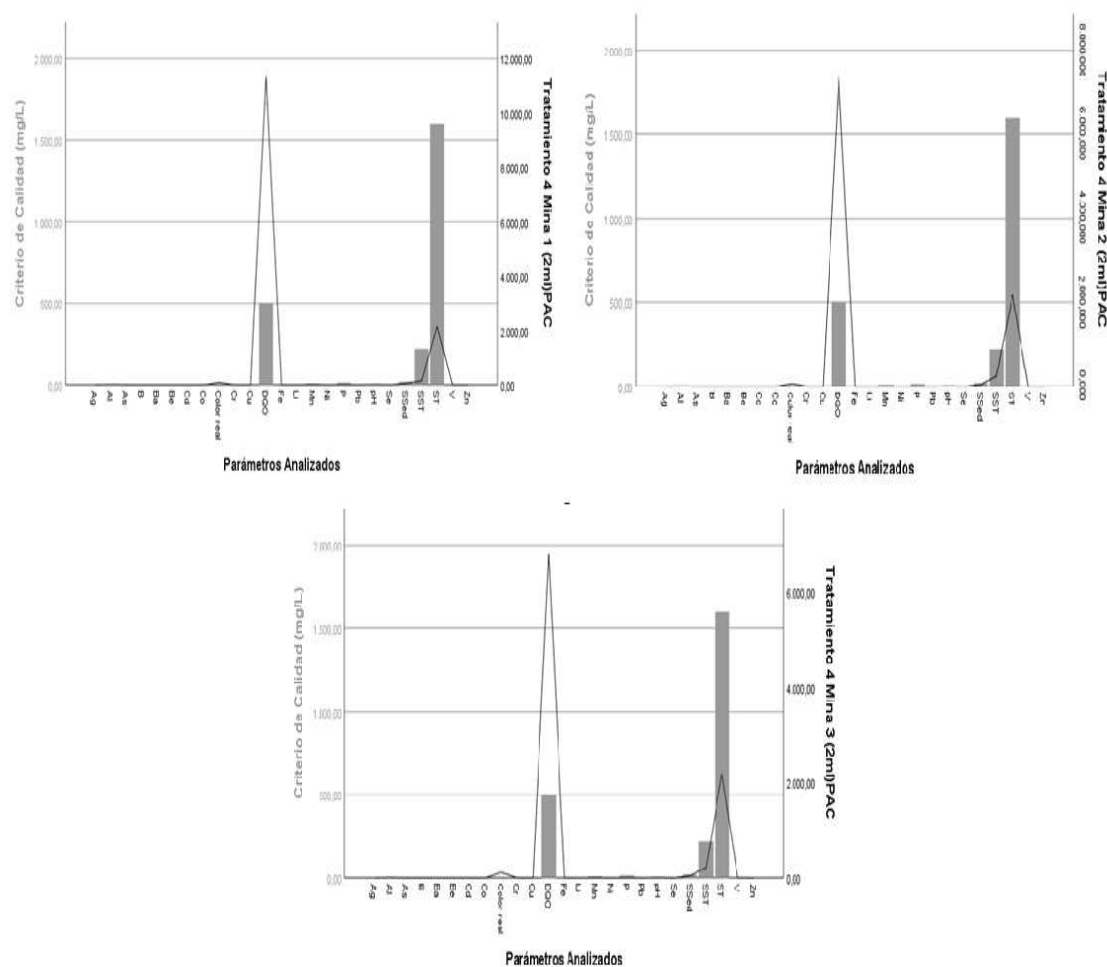 2.000,00
1.500,00
1.000,00
500,00
0,00
Criterio de Calidad (mg/L)
12.000,00
10.000,00
8.000,00
6.000,00
4.000,00
2.000,00
0,00
Tratamiento 4 Mina 1 (2ml)PAC
Ag Al As B Ba Be Cd Co Color real Cr Cu DQO Fe Li Mn Ni P Pb pH Se SSed SST ST V Zn
Parámetros Analizados
2 000,00
1 500,00
1 000,00
500,00
0,00
Criterio de Calidad (mg/L)
8.000,000
6.000,000
4.000,000
2.000,000
0,000
Tratamiento 4 Mina 2 (2ml)PAC
Ag Al As B Ba Be Cc Cc Color real Cr Cu DQO Fe Li Mn Ni P Pb pH Se SSed SST ST V Zr
Parámetros Analizados
2.000,00
1.500,00
1.000,00
500,00
0,00
Criterio de Calidad (mg/L)
6.000,00
4.000,00
2.000,00
0,00
Tratamiento 4 Mina 3 (2ml)PAC
Ag Al As B Ea Ee Cd Co Color real Cr Cu DQO Fe Li Mn Ni P Pb pH Se SSed SST ST V Zn
Parámetros Analizados